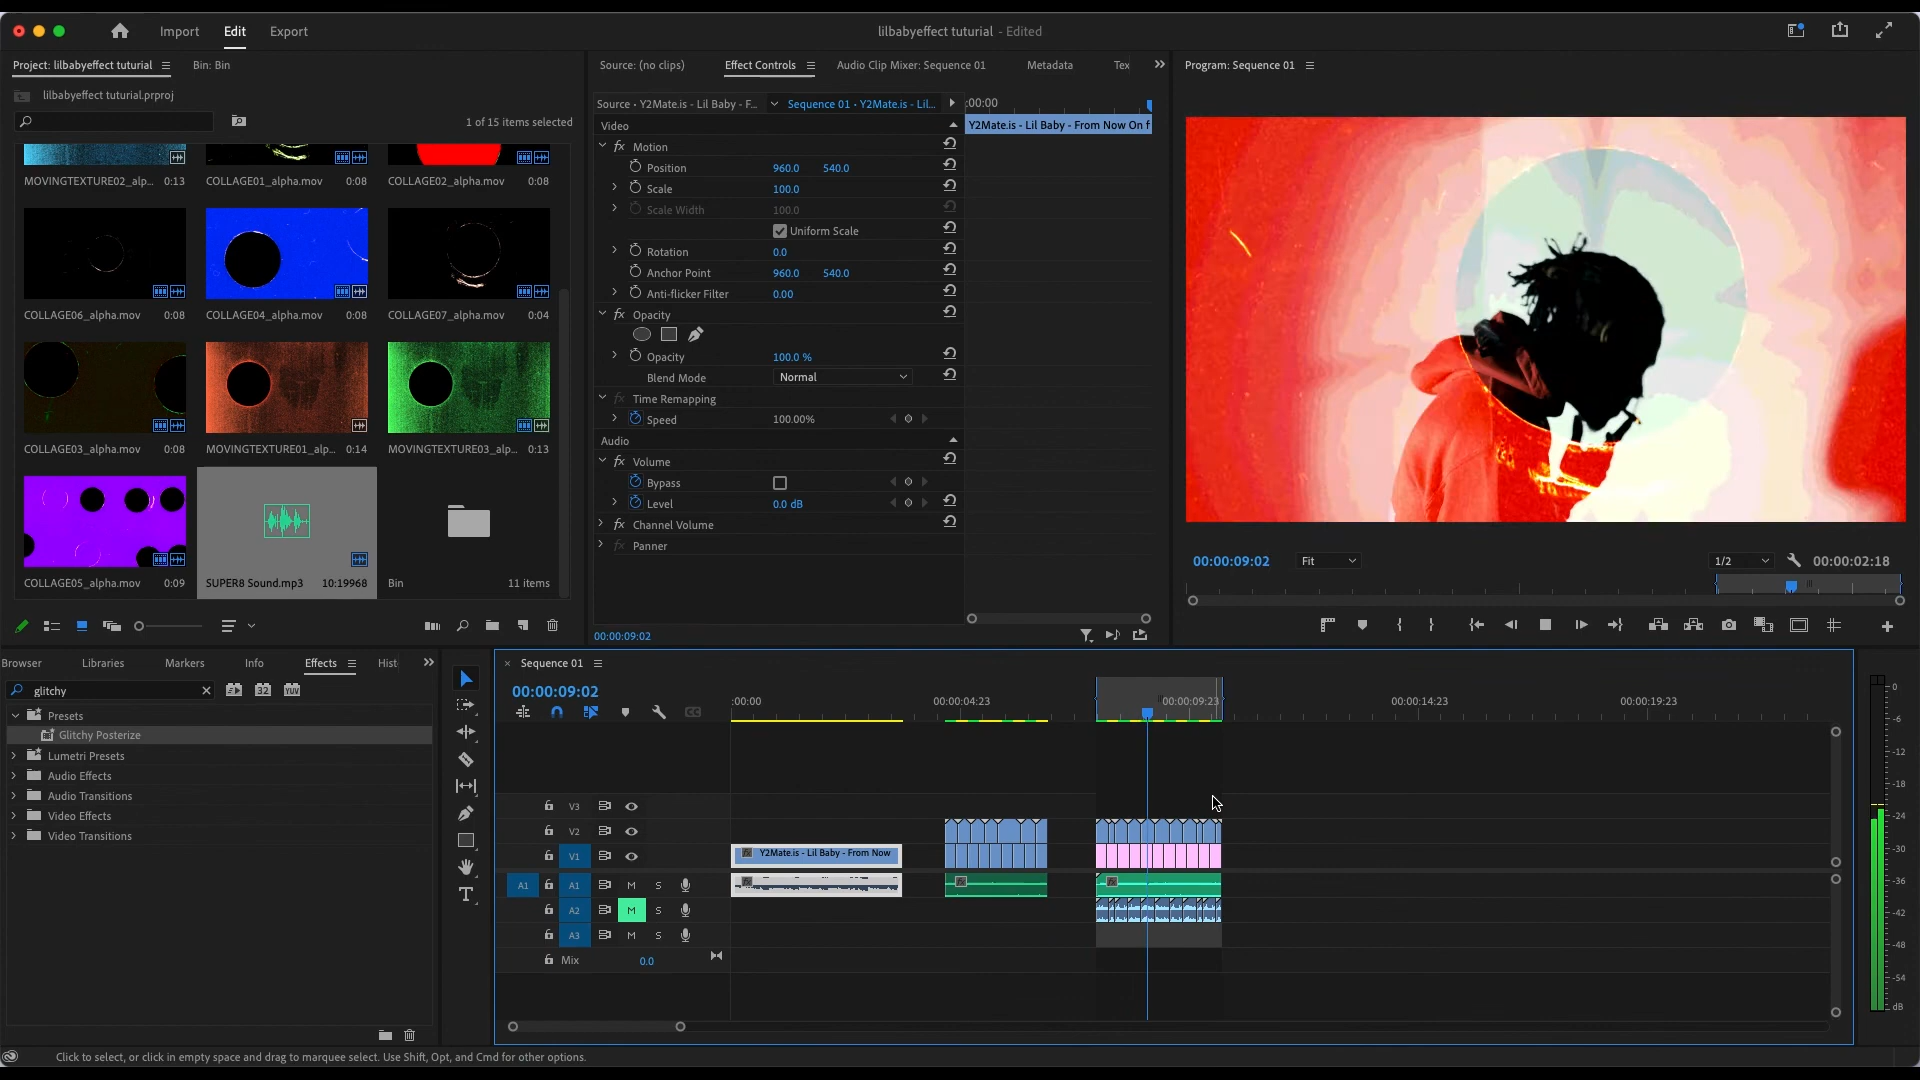 Import Edit Export lilbabyeffect tuturial - Edited
Project: lilbabyeffect tuturial Bin: Bin
lilbabyeffect tuturial.prproj
1 of 15 items selected
MOVINGTEXTURE02_alp... 0:13 COLLAGE01_alpha.mov 0:08 COLLAGE02_alpha.mov 0:08
COLLAGE06_alpha.mov 0:08 COLLAGE04_alpha.mov 0:08 COLLAGE07_alpha.mov 0:04
COLLAGE03_alpha.mov 0:08 MOVINGTEXTURE01_alp... 0:14 MOVINGTEXTURE03_alp... 0:13
COLLAGE05_alpha.mov 0:09 SUPER8 Sound.mp3 10:19968 Bin 11 items
Source: (no clips) Effect Controls Audio Clip Mixer: Sequence 01 Metadata Tex
Source · Y2Mate.is - Lil Baby - F... Sequence 01 · Y2Mate.is - Lil... :00:00
Video Y2Mate.is - Lil Baby - From Now On f
fx Motion
Position 960.0 540.0
Scale 100.0
Scale Width 100.0
Uniform Scale
Rotation 0.0
Anchor Point 960.0 540.0
Anti-flicker Filter 0.00
fx Opacity
Opacity 100.0 %
Blend Mode Normal
fx Time Remapping
Speed 100.00%
Audio
fx Volume
Bypass
Level 0.0 dB
fx Channel Volume
fx Panner
00:00:09:02
Program: Sequence 01
00:00:09:02 Fit 1/2 00:00:02:18
Browser Libraries Markers Info Effects Hist
glitchy 32 YUV
Presets
Glitchy Posterize
Lumetri Presets
Audio Effects
Audio Transitions
Video Effects
Video Transitions
Sequence 01
00:00:09:02 :00:00 00:00:04:23 00:00:09:23 00:00:14:23 00:00:19:23
V3
V2
V1 Y2Mate.is - Lil Baby - From Now
A1 A1 M S
A2 M S
A3 M S
Mix 0.0
0
-6
-12
-18
-24
-30
-36
-42
-48
-54
dB
Click to select, or click in empty space and drag to marquee select. Use Shift, Opt, and Cmd for other options.